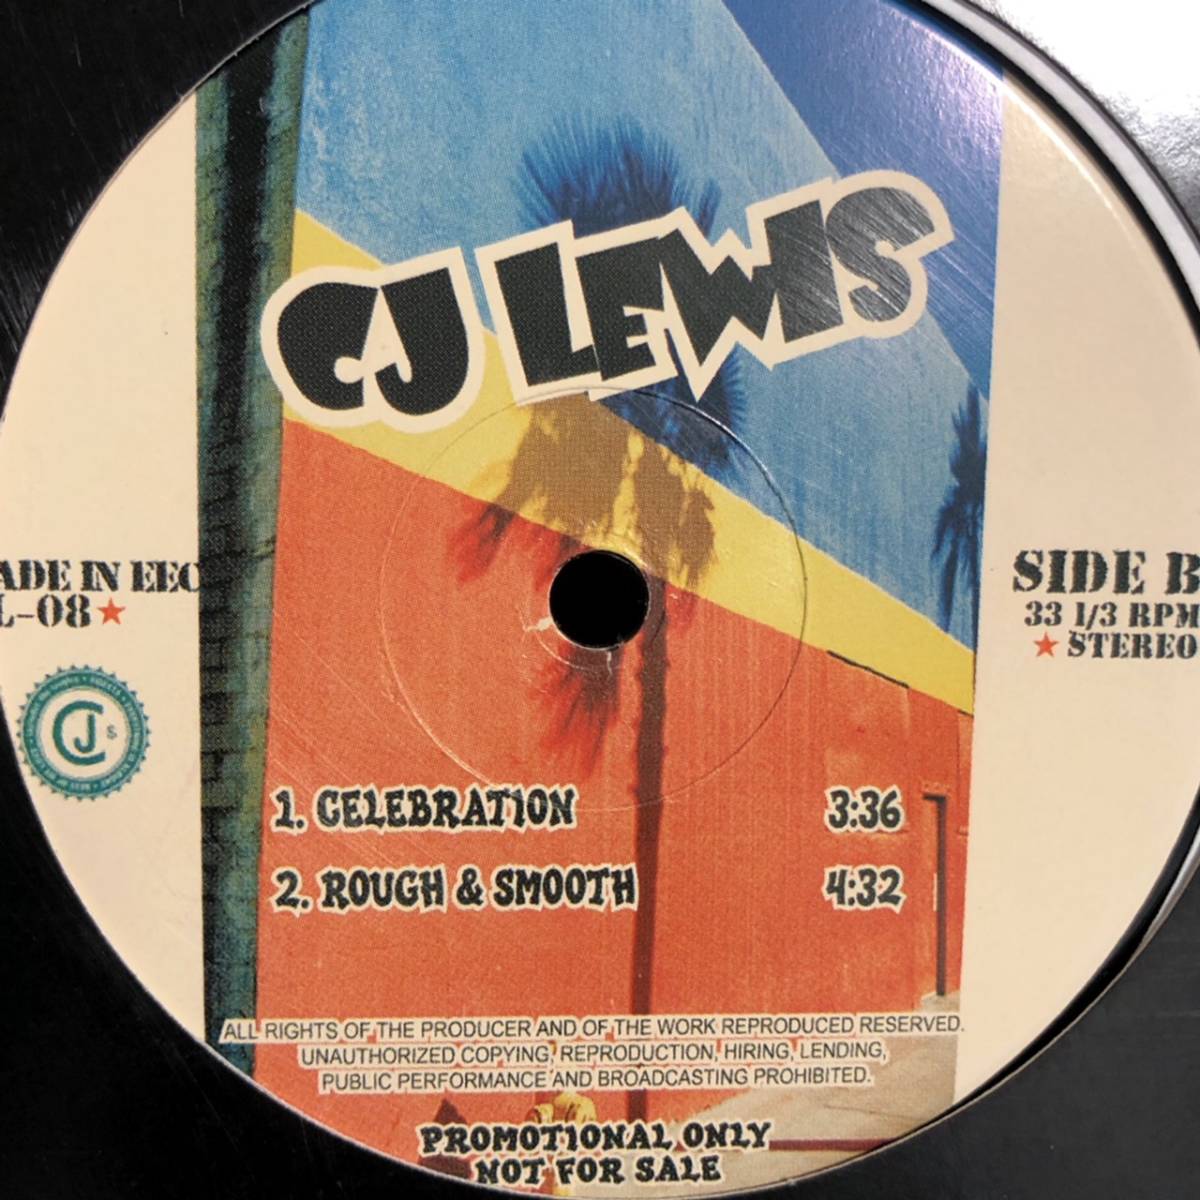 CJ LEWIS
ADE IN EEC
L-08
SIDE B
33 1/3 RPM
STEREO
CJ
1. CELEBRATION 3:36
2. ROUGH & SMOOTH 4:32
ALL RIGHTS OF THE PRODUCER AND OF THE WORK REPRODUCED RESERVED.
UNAUTHORIZED COPYING, REPRODUCTION, HIRING, LENDING,
PUBLIC PERFORMANCE AND BROADCASTING PROHIBITED.
PROMOTIONAL ONLY
NOT FOR SALE